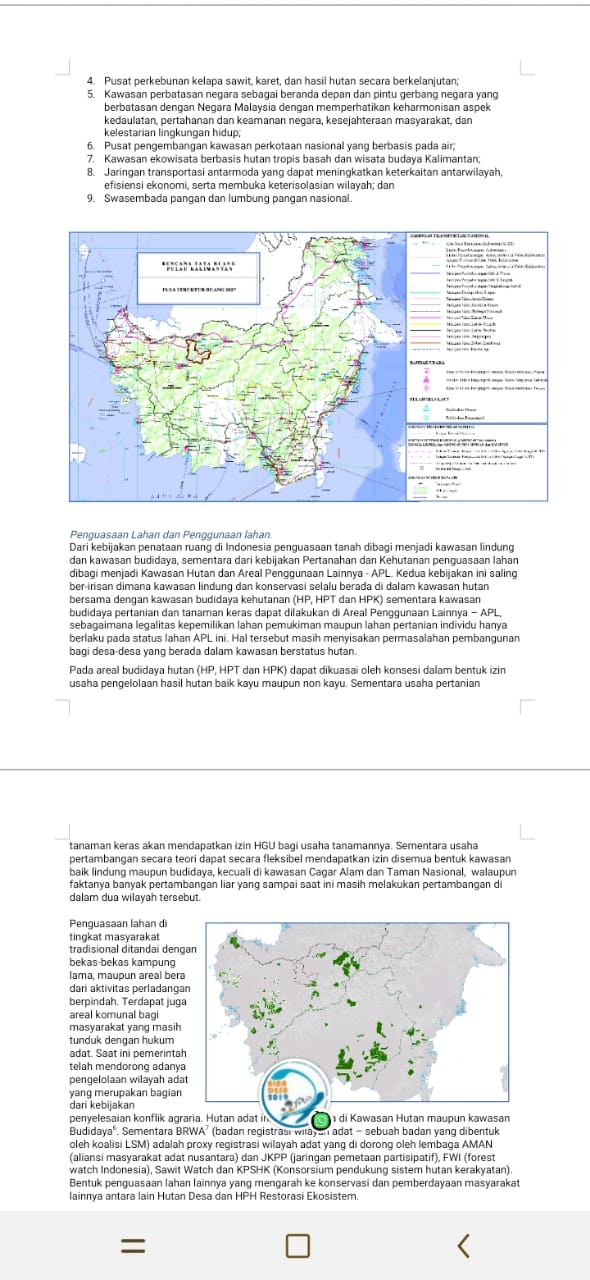 4. Pusat perkebunan kelapa sawit, karet, dan hasil hutan secara berkelanjutan;
5. Kawasan perbatasan negara sebagai beranda depan dan pintu gerbang negara yang
berbatasan dengan Negara Malaysia dengan memperhatikan keharmonisan aspek
kedaulatan, pertahanan dan keamanan negara, kesejahteraan masyarakat, dan
kelestarian lingkungan hidup;
6. Pusat pengembangan kawasan perkotaan nasional yang berbasis pada air;
7. Kawasan ekowisata berbasis hutan tropis basah dan wisata budaya Kalimantan;
8. Jaringan transportasi antarmoda yang dapat meningkatkan keterkaitan antarwilayah,
efisiensi ekonomi, serta membuka keterisolasian wilayah; dan
9. Swasembada pangan dan lumbung pangan nasional.
RENCANA TATA RUANG
PULAU KALIMANTAN
PETA STRUKTUR RUANG 2027
JARINGAN TRANSPORTASI NASIONAL
BANDAR UDARA
PELABUHAN LAUT
Penguasaan Lahan dan Penggunaan lahan.
Dari kebijakan penataan ruang di Indonesia penguasaan tanah dibagi menjadi kawasan lindung
dan kawasan budidaya, sementara dari kebijakan Pertanahan dan Kehutanan penguasaan lahan
dibagi menjadi Kawasan Hutan dan Areal Penggunaan Lainnya - APL. Kedua kebijakan ini saling
ber-irisan dimana kawasan lindung dan konservasi selalu berada di dalam kawasan hutan
bersama dengan kawasan budidaya kehutanan (HP, HPT dan HPK) sementara kawasan
budidaya pertanian dan tanaman keras dapat dilakukan di Areal Penggunaan Lainnya – APL,
sebagaimana legalitas kepemilikan lahan pemukiman maupun lahan pertanian individu hanya
berlaku pada status lahan APL ini. Hal tersebut masih menyisakan permasalahan pembangunan
bagi desa-desa yang berada dalam kawasan berstatus hutan.
Pada areal budidaya hutan (HP, HPT dan HPK) dapat dikuasai oleh konsesi dalam bentuk izin
usaha pengelolaan hasil hutan baik kayu maupun non kayu. Sementara usaha pertanian
tanaman keras akan mendapatkan izin HGU bagi usaha tanamannya. Sementara usaha
pertambangan secara teori dapat secara fleksibel mendapatkan izin disemua bentuk kawasan
baik lindung maupun budidaya, kecuali di kawasan Cagar Alam dan Taman Nasional, walaupun
faktanya banyak pertambangan liar yang sampai saat ini masih melakukan pertambangan di
dalam dua wilayah tersebut.
Penguasaan lahan di
tingkat masyarakat
tradisional ditandai dengan
bekas-bekas kampung
lama, maupun areal bera
dari aktivitas perladangan
berpindah. Terdapat juga
areal komunal bagi
masyarakat yang masih
tunduk dengan hukum
adat. Saat ini pemerintah
telah mendorong adanya
pengelolaan wilayah adat
yang merupakan bagian
dari kebijakan
BINA
DESA
2019
penyelesaian konflik agraria. Hutan adat di Kawasan Hutan maupun kawasan
Budidaya⁶. Sementara BRWA⁷ (badan registrasi wilayah adat – sebuah badan yang dibentuk
oleh koalisi LSM) adalah proxy registrasi wilayah adat yang di dorong oleh lembaga AMAN
(aliansi masyarakat adat nusantara) dan JKPP (jaringan pemetaan partisipatif), FWI (forest
watch Indonesia), Sawit Watch dan KPSHK (Konsorsium pendukung sistem hutan kerakyatan).
Bentuk penguasaan lahan lainnya yang mengarah ke konservasi dan pemberdayaan masyarakat
lainnya antara lain Hutan Desa dan HPH Restorasi Ekosistem.